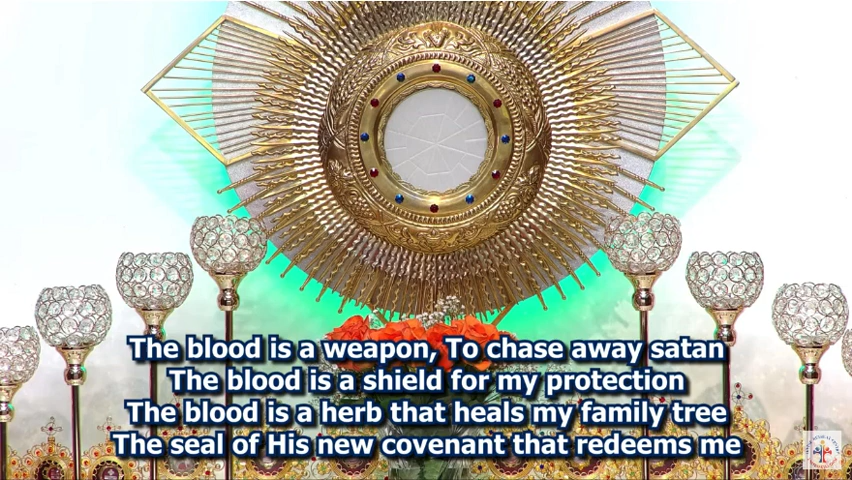 The blood is a weapon, To chase away satan
The blood is a shield for my protection
The blood is a herb that heals my family tree
The seal of His new covenant that redeems me